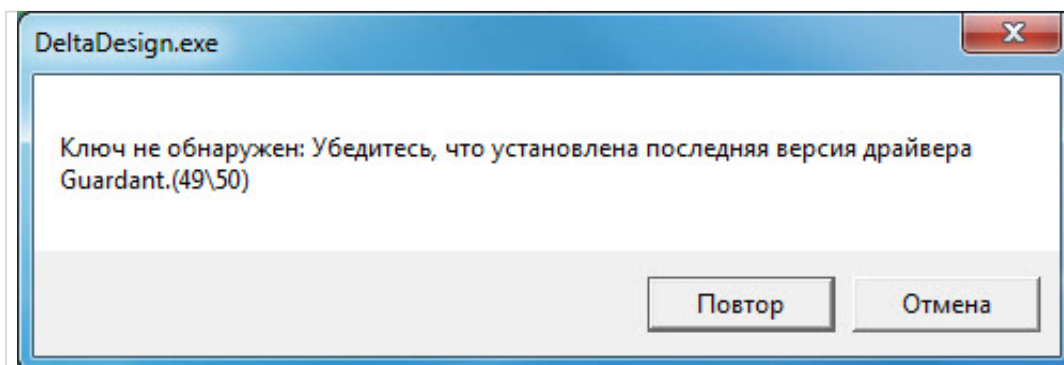 DeltaDesign.exe
Ключ не обнаружен: Убедитесь, что установлена последняя версия драйвера
Guardant.(49\50)
Повтор
Отмена